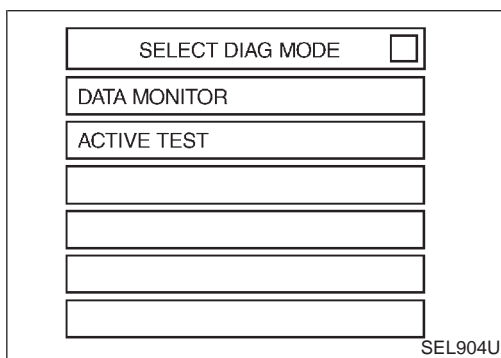 SELECT DIAG MODE
DATA MONITOR
ACTIVE TEST
SEL904U